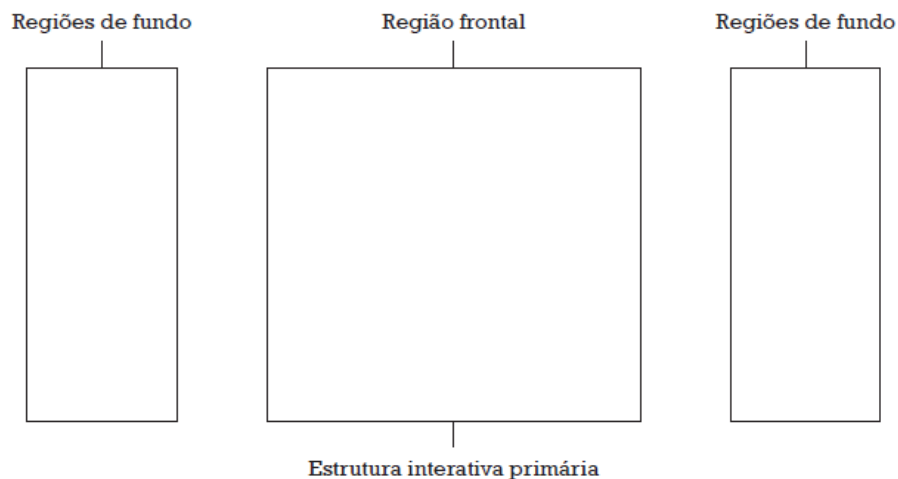 Regiões de fundo
Região frontal
Regiões de fundo
Estrutura interativa primária